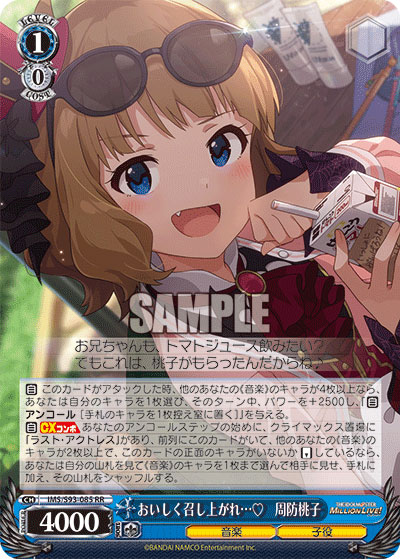 LEVEL
1
0
COST
SAMPLE
お兄ちゃんも、トマトジュース飲みたい？
でもこれは、桃子がもらったんだからね♪
【自】 このカードがアタックした時、他のあなたの《音楽》のキャラが4枚以上なら、
あなたは自分のキャラを1枚選び、そのターン中、パワーを+2500し、『【自】
アンコール ［手札のキャラを1枚控え室に置く］』を与える。
【自】 CXコンボ あなたのアンコールステップの始めに、クライマックス置場に
「ラスト・アクトレス」があり、前列にこのカードがいて、他のあなたの《音楽》のキャ
ラが2枚以上で、このカードの正面のキャラがいないか しているなら、あな
たは自分の山札を見て《音楽》のキャラを1枚まで選んで相手に見せ、手札に
加え、その山札をシャッフルする。
CH IMS/S93-085 RR
4000
おいしく召し上がれ…♡ 周防桃子
THE IDOLM@STER
MILLION LIVE!
音楽 子役
©BANDAI NAMCO Entertainment Inc.